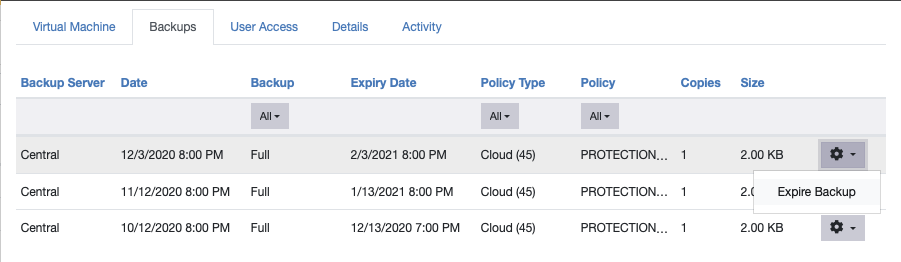 Virtual Machine Backups User Access Details Activity
Backup Server Date Backup Expiry Date Policy Type Policy Copies Size
All All All
Central 12/3/2020 8:00 PM Full 2/3/2021 8:00 PM Cloud (45) PROTECTION... 1 2.00 KB
Central 11/12/2020 8:00 PM Full 1/13/2021 8:00 PM Cloud (45) PROTECTION... 1
Expire Backup
Central 10/12/2020 8:00 PM Full 12/13/2020 7:00 PM Cloud (45) PROTECTION... 1 2.00 KB